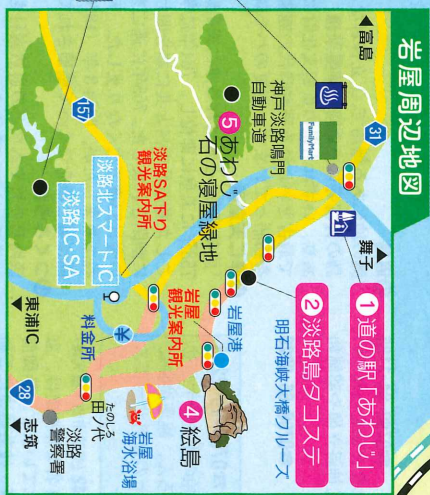 岩屋周辺地図
富島
31
FamilyMart
神戸淡路鳴門
自動車道
舞子
1 道の駅「あわじ」
2 淡路島タコステ
明石海峡大橋クルーズ
5 あわじ
石の寝屋緑地
岩屋港
岩屋
観光案内所
4 絵島
157
淡路SA下り
観光案内所
淡路北スマートIC
淡路IC・SA
¥
料金所
岩屋
海水浴場
たのしろ
田ノ代
東浦IC
28
志筑
淡路
警察署